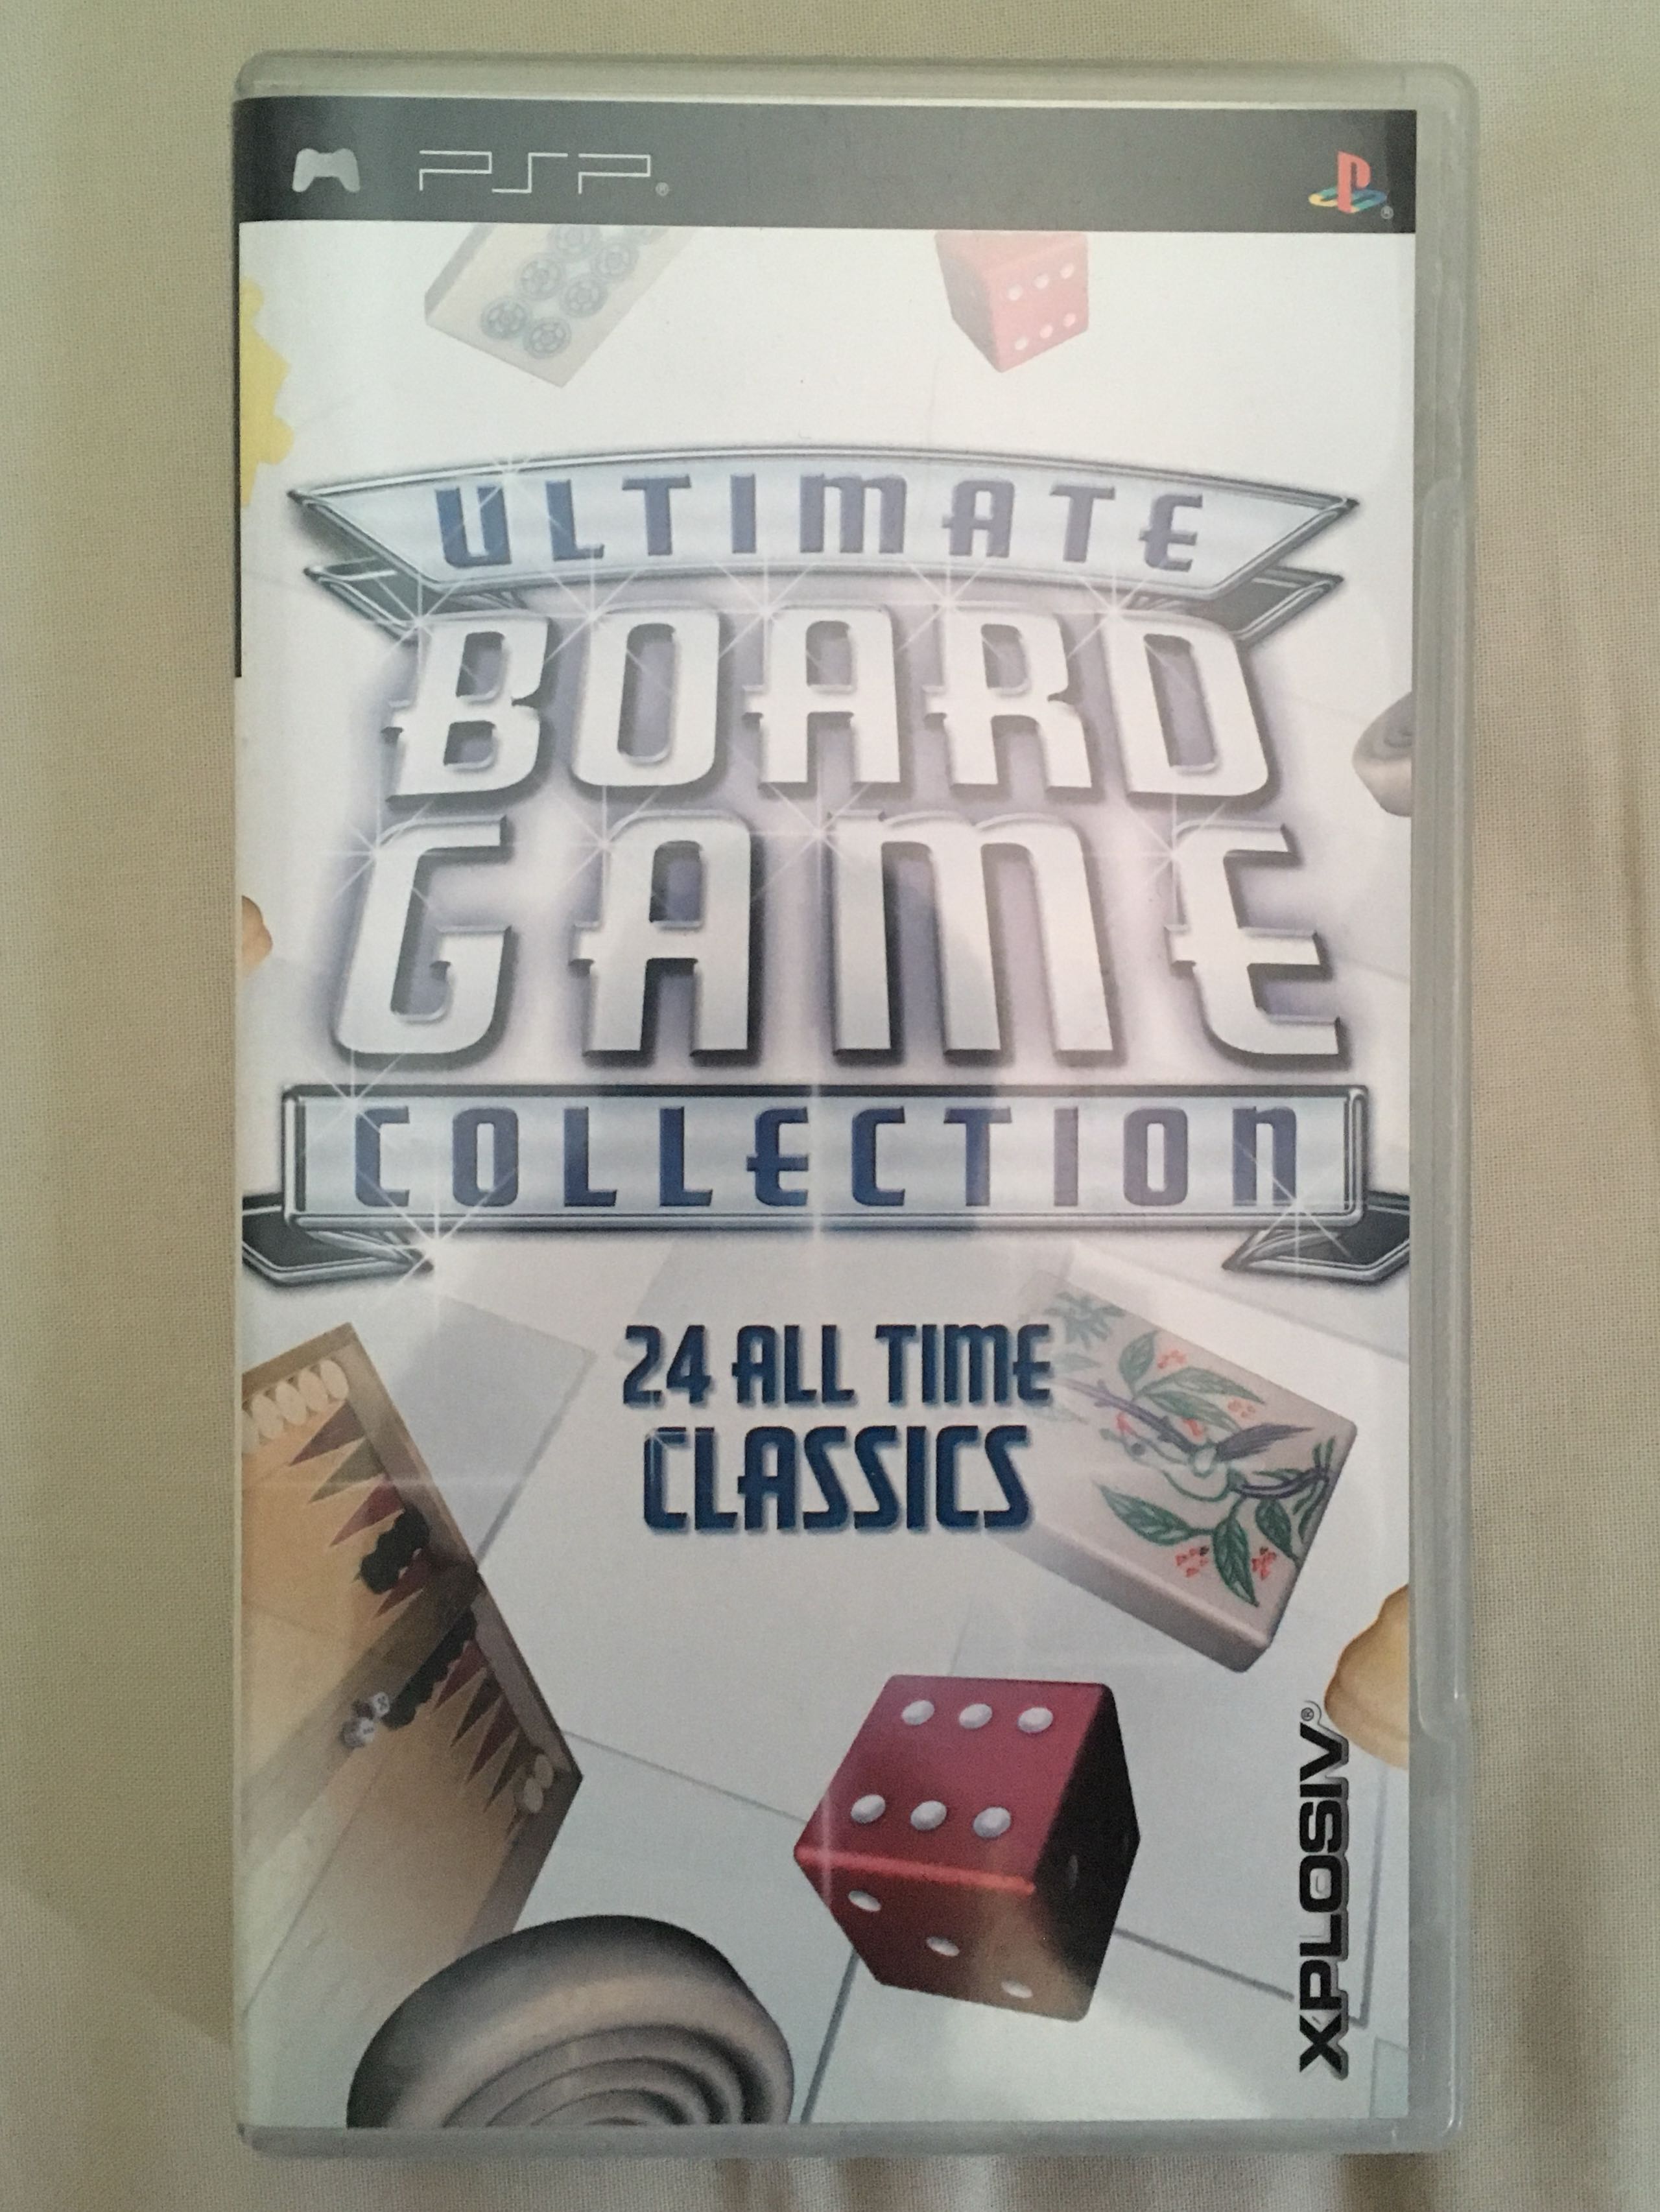 PSP®
ULTIMATE
BOARD
GAME
COLLECTION
24 ALL TIME
CLASSICS
XPLOSIV®